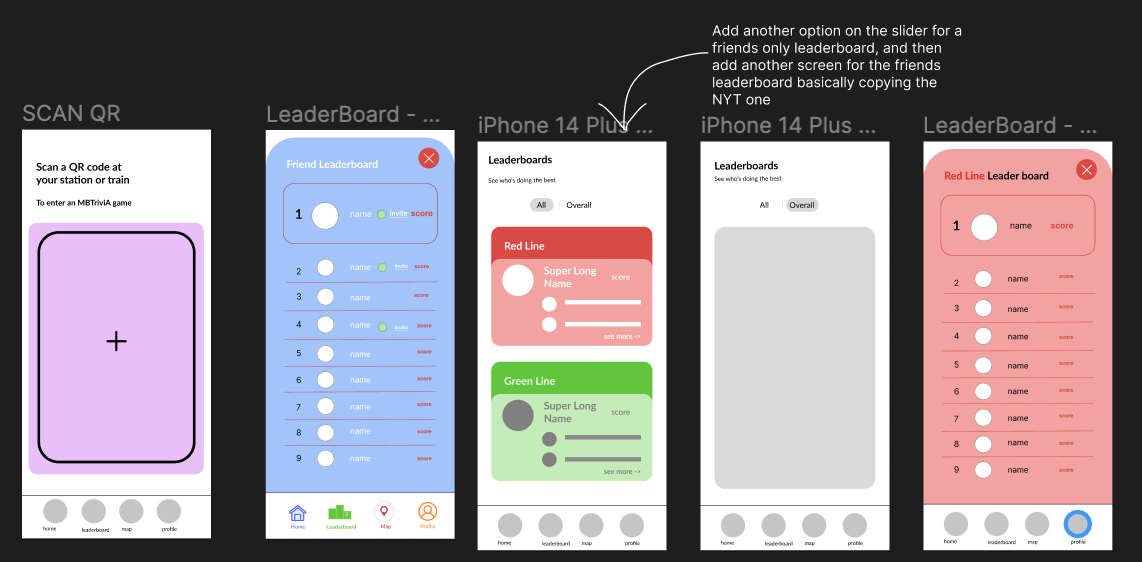 Nyd another option on the slider for a
friends only leaderboard, and then
add another screen for the friends
leaderboard basically copying the
NYT one
SCAN QR
Scan a QR code at
your station or train
To enter an MBTriviA game
home
leaderboard
map
profile
LeaderBoard - ...
Friend Leaderboard
1 name invite score
2 name invite score
3 name score
4 name invite score
5 name score
6 name score
7 name score
8 name score
9 name score
Home
Leaderboard
Map
Profile
iPhone 14 Plus ...
Leaderboards
See who's doing the best
All Overall
Red Line
Super Long
Name
score
see more ->
Green Line
Super Long
Name
score
see more ->
home
leaderboard
map
profile
iPhone 14 Plus ...
Leaderboards
See who's doing the best
All Overall
home
leaderboard
map
profile
LeaderBoard - ...
Red Line Leader board
1 name score
2 name score
3 name score
4 name score
5 name score
6 name score
7 name score
8 name score
9 name score
home
leaderboard
map
profile